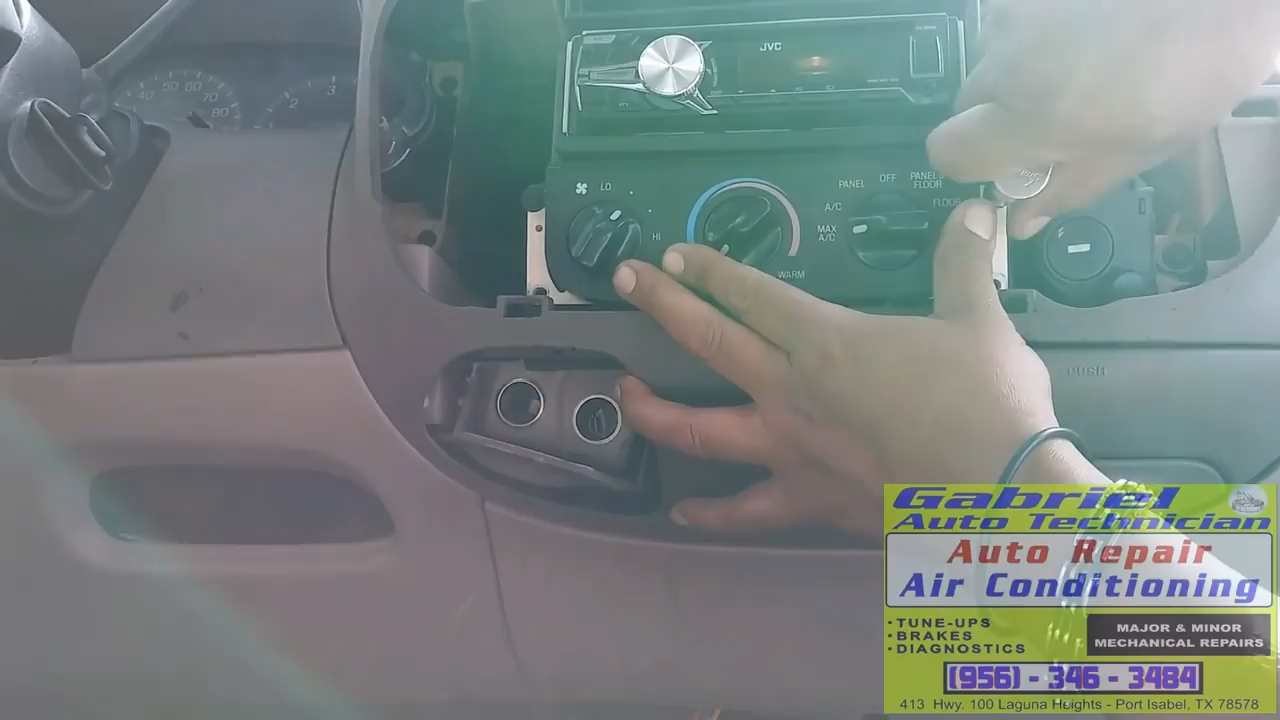 JVC
40 50 60 70 80
2 3
LO
HI
WARM
PANEL
OFF
PANEL &
FLOOR
A/C
FLOOR
MAX
A/C
PUSH
Gabriel
Auto Technician
Auto Repair
Air Conditioning
• TUNE-UPS
• BRAKES
• DIAGNOSTICS
MAJOR & MINOR
MECHANICAL REPAIRS
(956) - 346 - 3484
413 Hwy. 100 Laguna Heights - Port Isabel, TX 78578